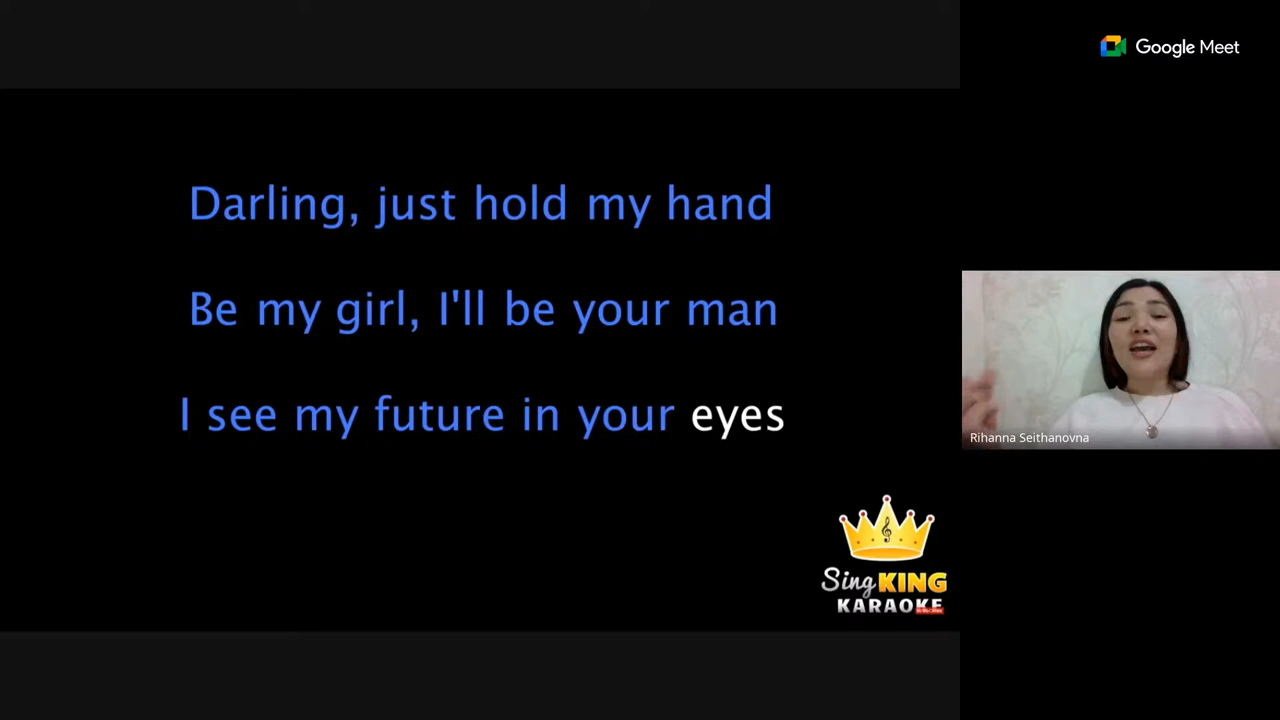 Google Meet
Darling, just hold my hand
Be my girl, I'll be your man
I see my future in your eyes
Rihanna Seithanovna
Sing KING
KARAOKE